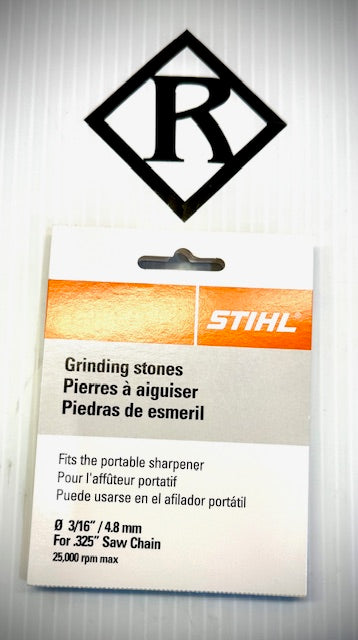 R
STIHL®
Grinding stones
Pierres à aiguiser
Piedras de esmeril
Fits the portable sharpener
Pour l'affûteur portatif
Puede usarse en el afilador portátil
Ø 3/16" / 4.8 mm
For .325" Saw Chain
25,000 rpm max